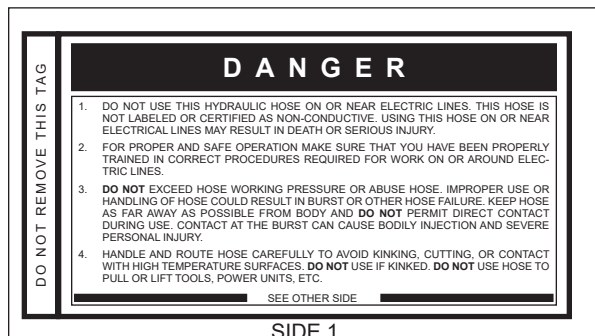 DO NOT REMOVE THIS TAG
DANGER
1. DO NOT USE THIS HYDRAULIC HOSE ON OR NEAR ELECTRIC LINES. THIS HOSE IS
NOT LABELED OR CERTIFIED AS NON-CONDUCTIVE. USING THIS HOSE ON OR NEAR
ELECTRICAL LINES MAY RESULT IN DEATH OR SERIOUS INJURY.
2. FOR PROPER AND SAFE OPERATION MAKE SURE THAT YOU HAVE BEEN PROPERLY
TRAINED IN CORRECT PROCEDURES REQUIRED FOR WORK ON OR AROUND ELEC-
TRIC LINES.
3. DO NOT EXCEED HOSE WORKING PRESSURE OR ABUSE HOSE. IMPROPER USE OR
HANDLING OF HOSE COULD RESULT IN BURST OR OTHER HOSE FAILURE. KEEP HOSE
AS FAR AWAY AS POSSIBLE FROM BODY AND DO NOT PERMIT DIRECT CONTACT
DURING USE. CONTACT AT THE BURST CAN CAUSE BODILY INJECTION AND SEVERE
PERSONAL INJURY.
4. HANDLE AND ROUTE HOSE CAREFULLY TO AVOID KINKING, CUTTING, OR CONTACT
WITH HIGH TEMPERATURE SURFACES. DO NOT USE IF KINKED. DO NOT USE HOSE TO
PULL OR LIFT TOOLS, POWER UNITS, ETC.
SEE OTHER SIDE
SIDE 1